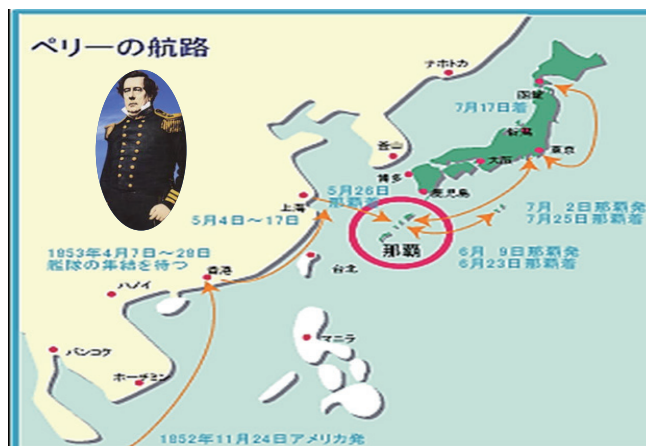 ペリーの航路
ナホトカ
函館
7月17日着
新潟
東京
大阪
釜山
博多
鹿児島
5月26日
那覇着
上海
5月4日～17日
7月 2日那覇発
7月25日那覇着
那覇
6月 9日那覇発
6月23日那覇着
1853年4月7日～28日
艦隊の集結を待つ
香港
台北
ハノイ
マニラ
バンコク
ホーチミン
1852年11月24日アメリカ発